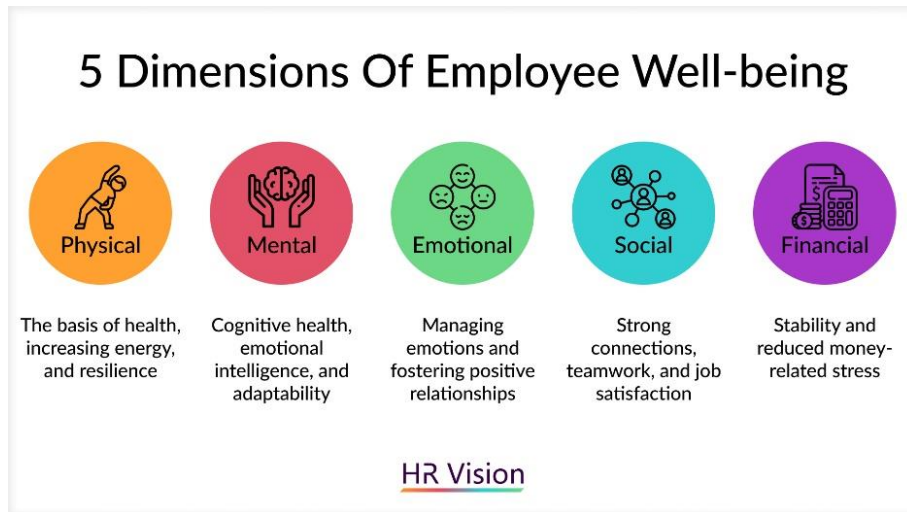 5 Dimensions Of Employee Well-being
Physical
Mental
Emotional
Social
Financial
The basis of health,
increasing energy,
and resilience
Cognitive health,
emotional
intelligence, and
adaptability
Managing
emotions and
fostering positive
relationships
Strong
connections,
teamwork, and job
satisfaction
Stability and
reduced money-
related stress
HR Vision